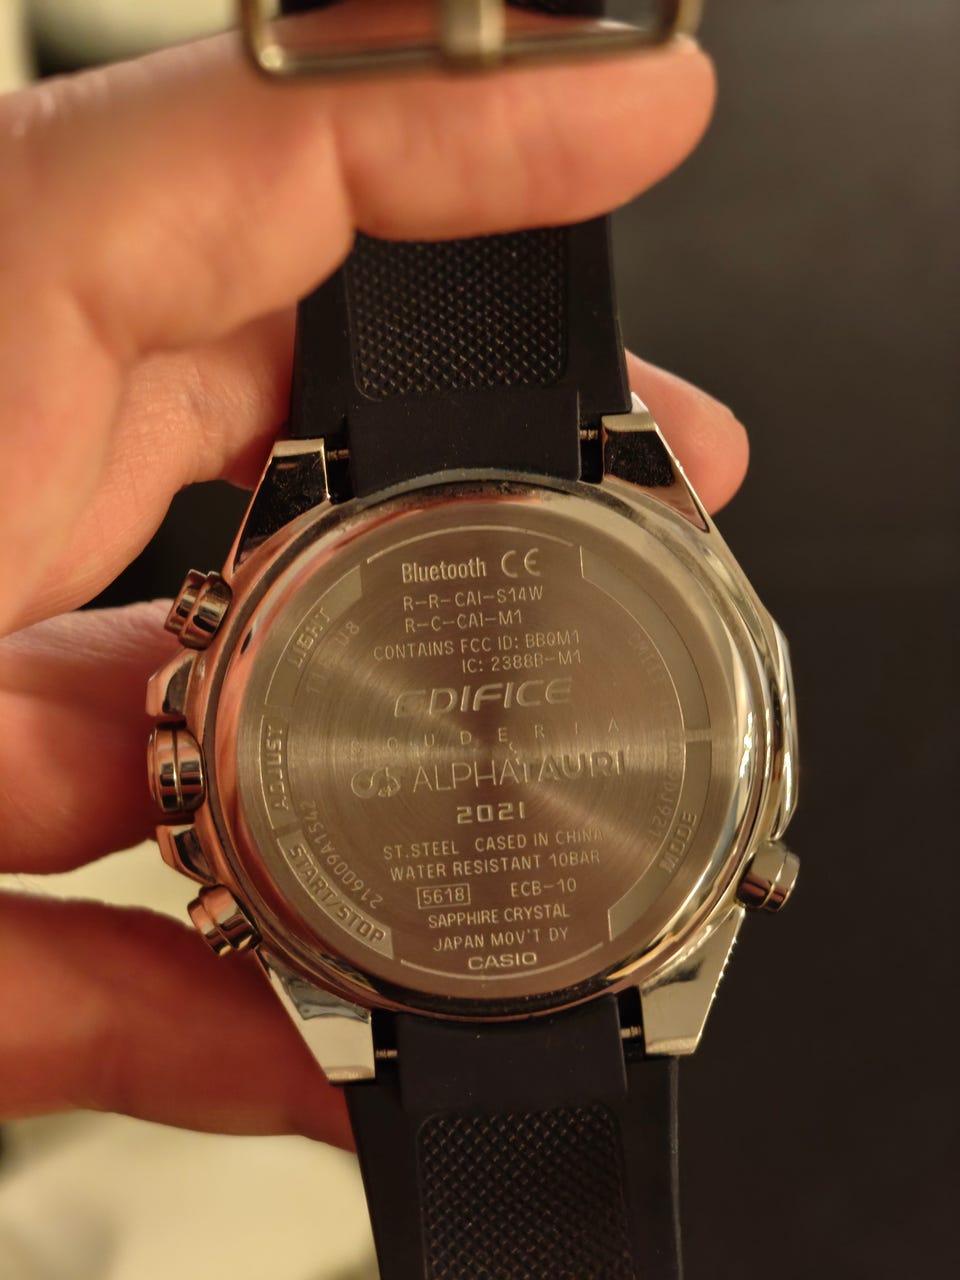 Bluetooth CE
R-R-CAI-S14W
R-C-CAI-M1
CONTAINS FCC ID: BBQM1
IC: 2388B-M1
EDIFICE
SCUDERIA
ALPHATAURI
2021
ST.STEEL CASED IN CHINA
WATER RESISTANT 10BAR
5618 ECB-10
SAPPHIRE CRYSTAL
JAPAN MOV'T DY
CASIO
LIGHT
ADJUST
START/STOP
MODE
216009A1542